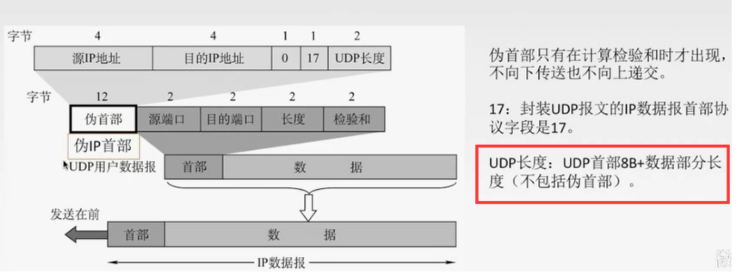 字节 4 4 1 1 2
源IP地址 目的IP地址 0 17 UDP长度
字节 12 2 2 2 2
伪首部 源端口 目的端口 长度 检验和
伪IP首部
UDP用户数据报 首部 数 据
发送在前
首部 数 据
IP数据报
伪首部只有在计算检验和时才出现，
不向下传送也不向上递交。
17：封装UDP报文的IP数据报首部协
议字段是17。
UDP长度：UDP首部8B+数据部分长
度（不包括伪首部）。